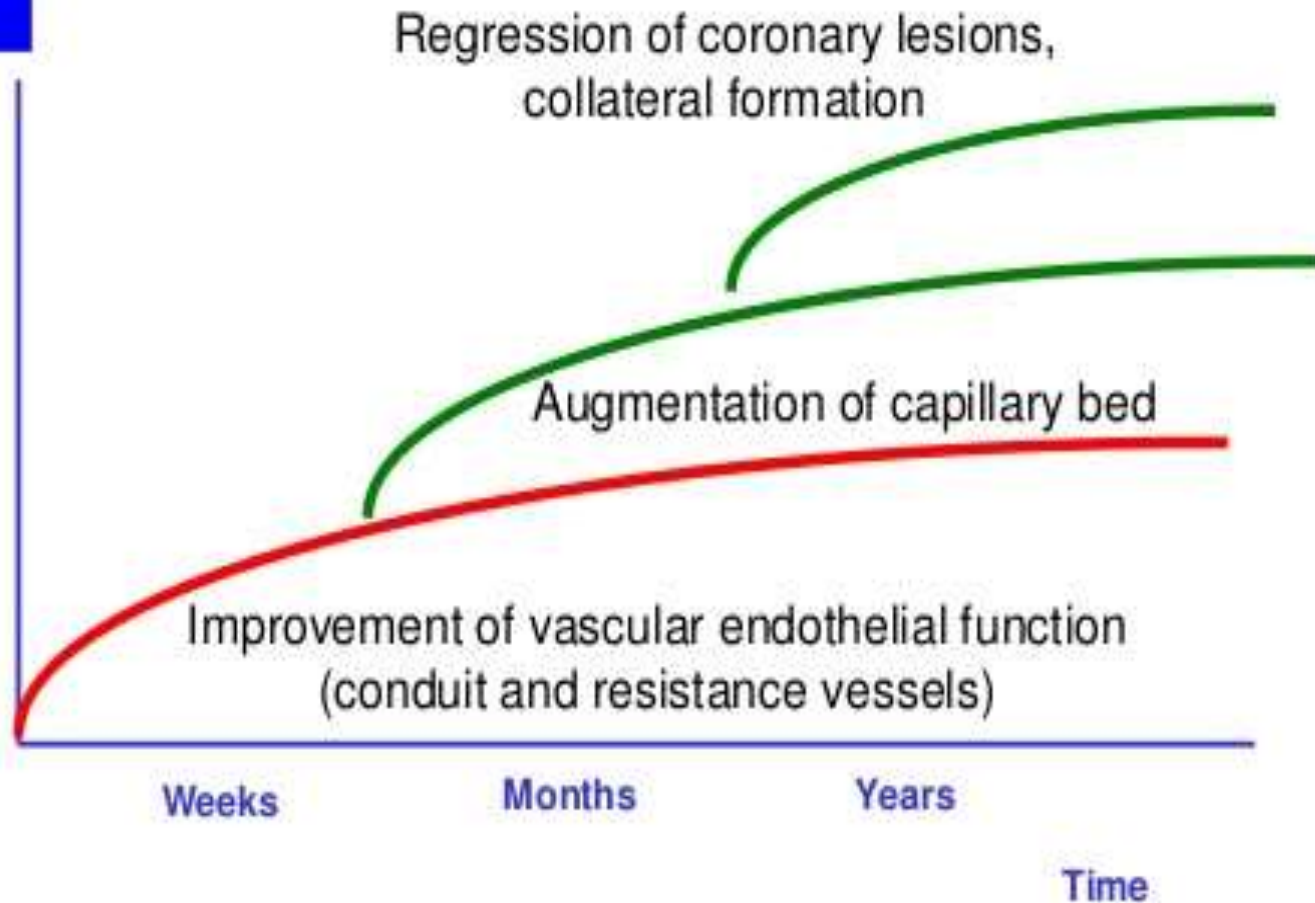 Regression of coronary lesions,
collateral formation
Augmentation of capillary bed
Improvement of vascular endothelial function
(conduit and resistance vessels)
Weeks
Months
Years
Time